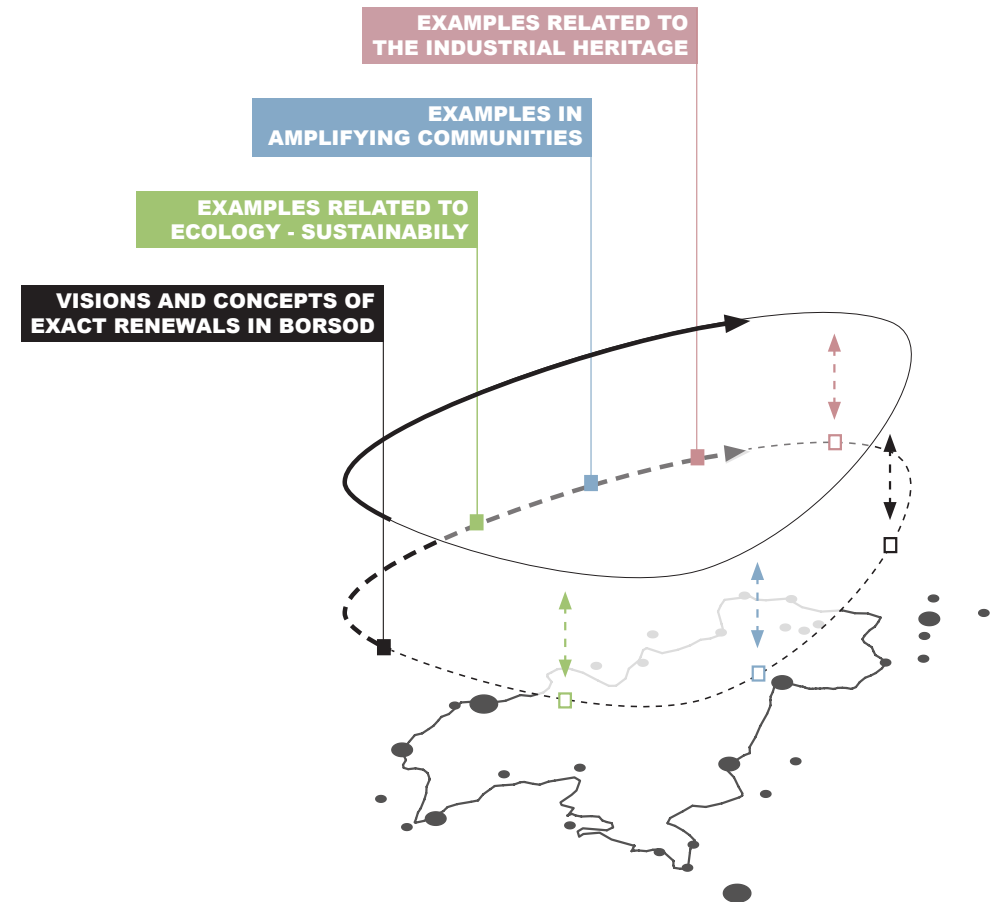 EXAMPLES RELATED TO
THE INDUSTRIAL HERITAGE
EXAMPLES IN
AMPLIFYING COMMUNITIES
EXAMPLES RELATED TO
ECOLOGY - SUSTAINABILY
VISIONS AND CONCEPTS OF
EXACT RENEWALS IN BORSOD